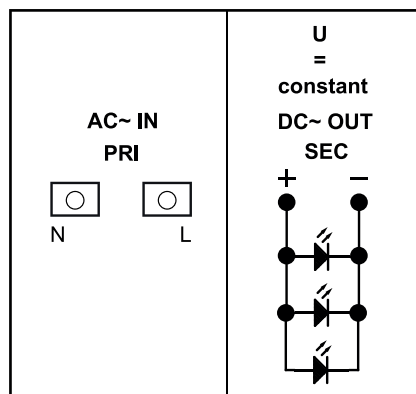 AC~ IN
PRI
N L
U
=
constant
DC~ OUT
SEC
+ −